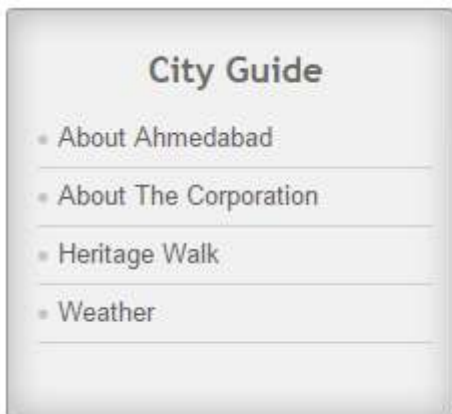 City Guide
About Ahmedabad
About The Corporation
Heritage Walk
Weather